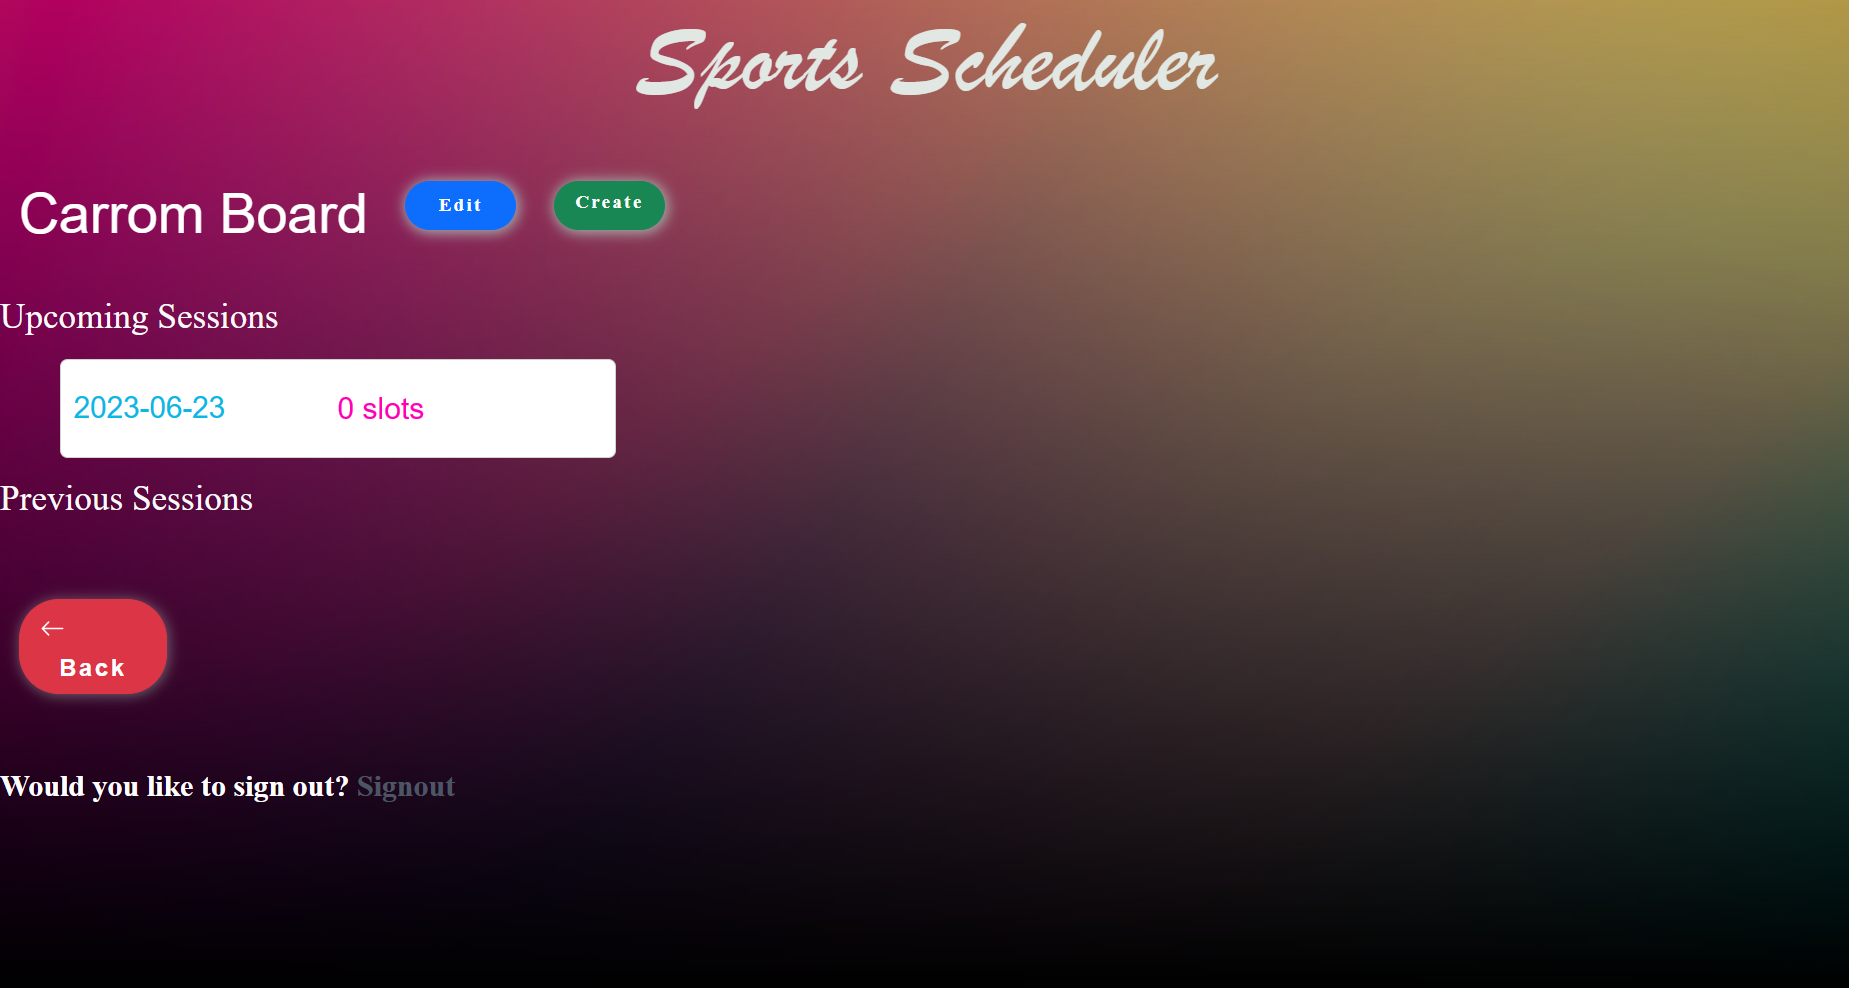 Sports Scheduler
Carrom Board
Edit
Create
Upcoming Sessions
2023-06-23 0 slots
Previous Sessions
Back
Would you like to sign out? Signout